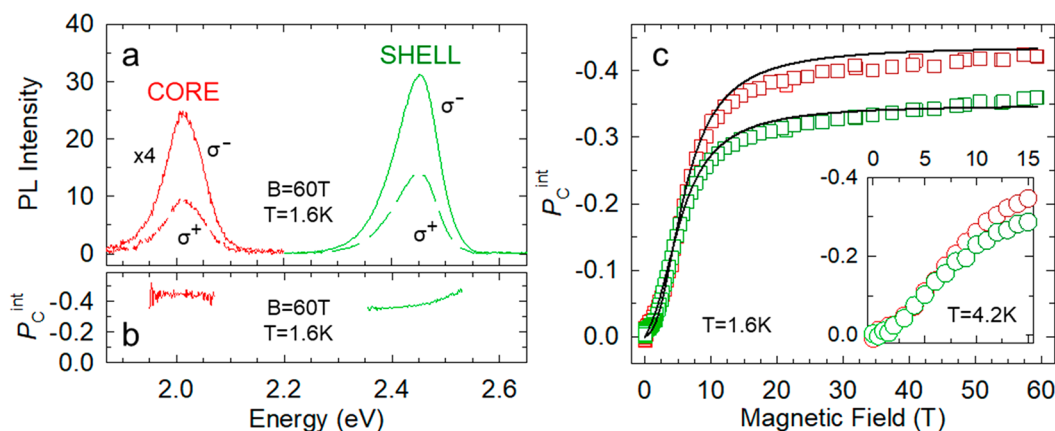 a
CORE
SHELL
x4
σ⁻
σ⁺
B=60T
T=1.6K
σ⁻
σ⁺
PL Intensity
40
30
20
10
0
b
B=60T
T=1.6K
P_C^int
-0.4
-0.2
0.0
2.0
2.2
2.4
2.6
Energy (eV)
c
P_C^int
-0.4
-0.3
-0.2
-0.1
0.0
T=1.6K
0
5
10
15
-0.4
-0.2
0.0
T=4.2K
0
10
20
30
40
50
60
Magnetic Field (T)